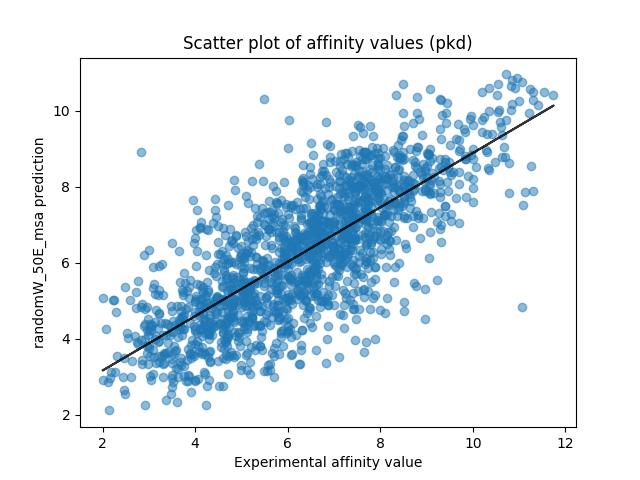 Scatter plot of affinity values (pkd)
10
8
6
4
2
randomW_50E_msa prediction
2 4 6 8 10 12
Experimental affinity value